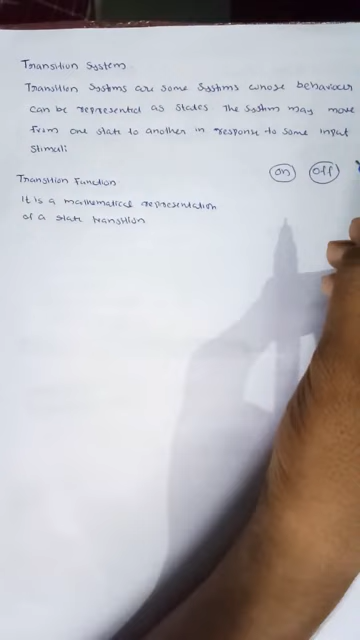 Transition System
Transition Systms are some Systms whose behaviour
can be represented as States The System may move
from one state to another in response to some input
Stimuli
on off
Transition Function
It is a mathematical representation
of a state transition